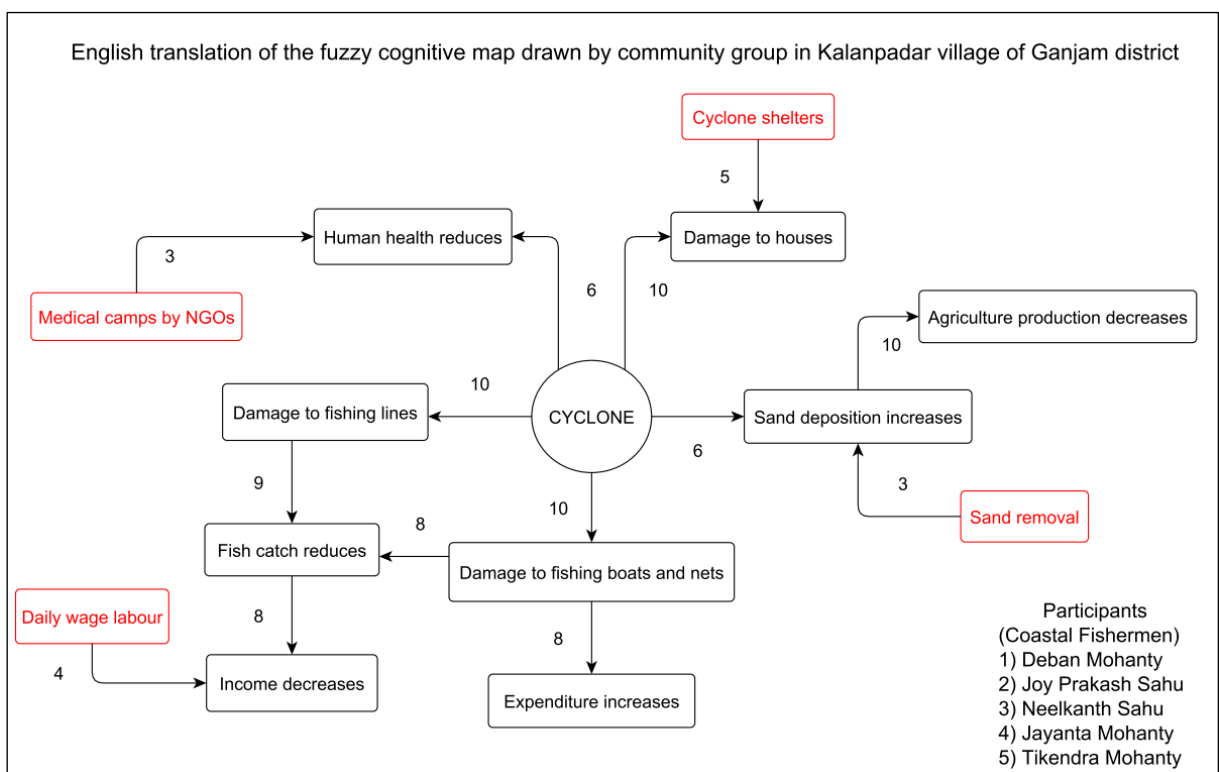 English translation of the fuzzy cognitive map drawn by community group in Kalanpadar village of Ganjam district
Cyclone shelters
5
Human health reduces
Damage to houses
3
6
10
Medical camps by NGOs
Agriculture production decreases
10
Damage to fishing lines
10
CYCLONE
Sand deposition increases
6
9
10
3
Sand removal
Fish catch reduces
8
Damage to fishing boats and nets
Daily wage labour
8
8
4
Income decreases
Expenditure increases
Participants
(Coastal Fishermen)
1) Deban Mohanty
2) Joy Prakash Sahu
3) Neelkanth Sahu
4) Jayanta Mohanty
5) Tikendra Mohanty